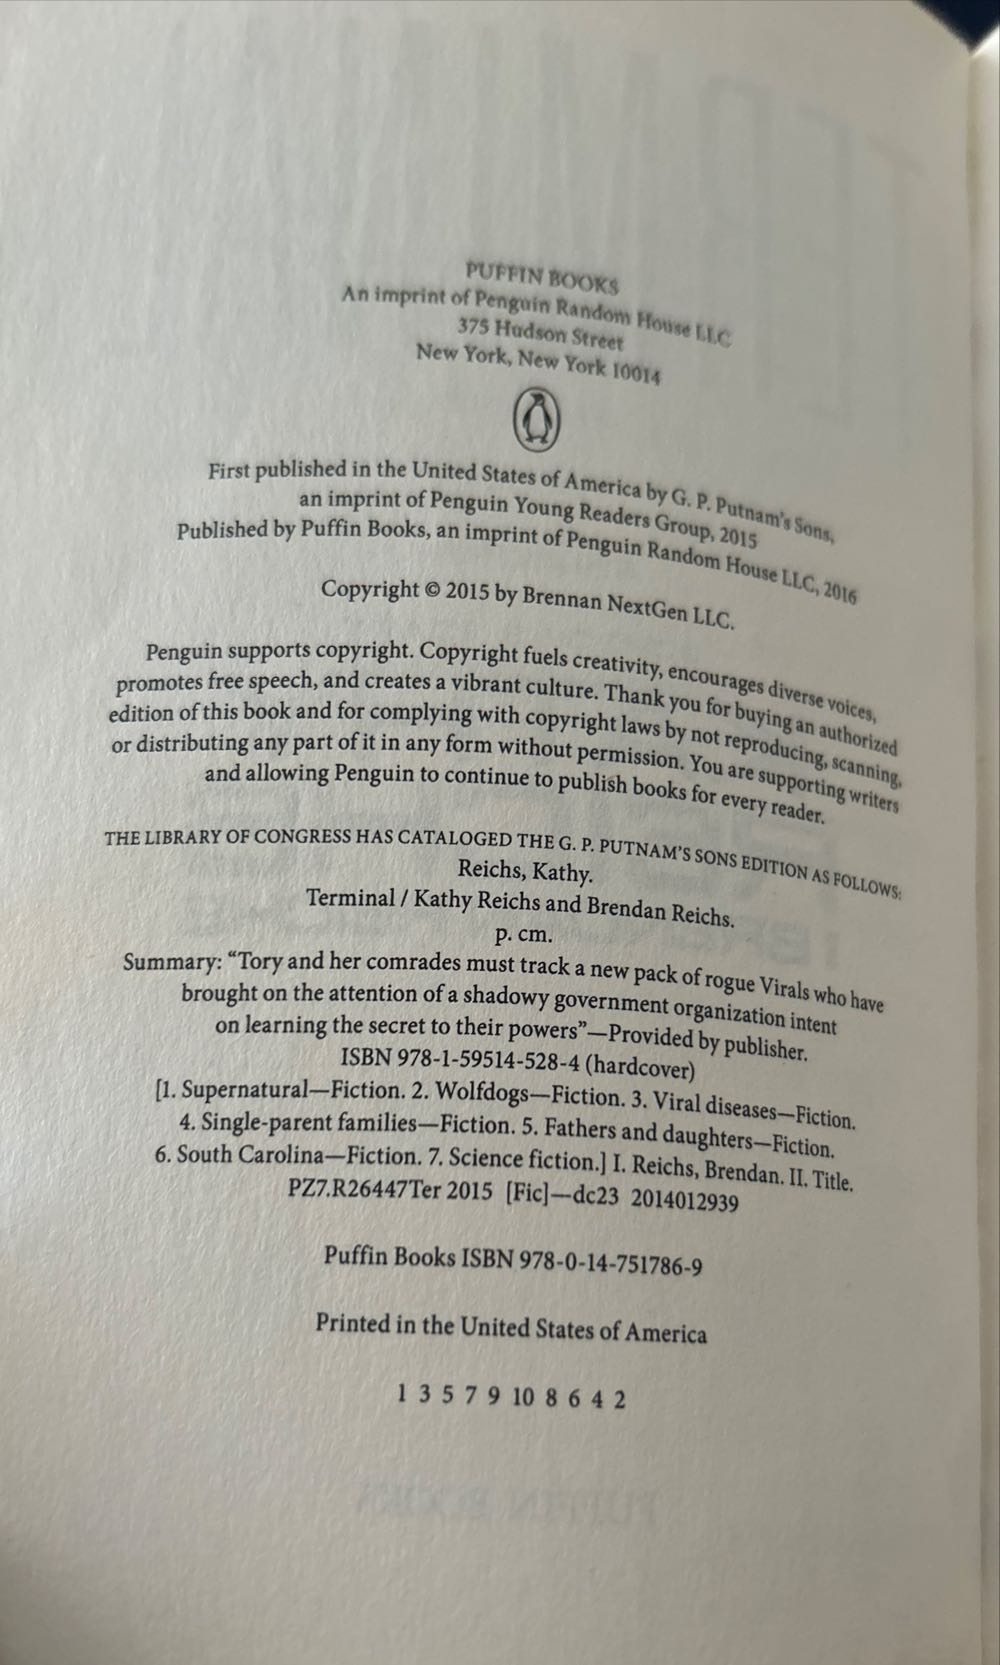 PUFFIN BOOKS
An imprint of Penguin Random House LLC
375 Hudson Street
New York, New York 10014
First published in the United States of America by G. P. Putnam's Sons,
an imprint of Penguin Young Readers Group, 2015
Published by Puffin Books, an imprint of Penguin Random House LLC, 2016
Copyright © 2015 by Brennan NextGen LLC.
Penguin supports copyright. Copyright fuels creativity, encourages diverse voices,
promotes free speech, and creates a vibrant culture. Thank you for buying an authorized
edition of this book and for complying with copyright laws by not reproducing, scanning,
or distributing any part of it in any form without permission. You are supporting writers
and allowing Penguin to continue to publish books for every reader.
THE LIBRARY OF CONGRESS HAS CATALOGED THE G. P. PUTNAM'S SONS EDITION AS FOLLOWS:
Reichs, Kathy.
Terminal / Kathy Reichs and Brendan Reichs.
p. cm.
Summary: “Tory and her comrades must track a new pack of rogue Virals who have
brought on the attention of a shadowy government organization intent
on learning the secret to their powers”—Provided by publisher.
ISBN 978-1-59514-528-4 (hardcover)
[1. Supernatural—Fiction. 2. Wolfdogs—Fiction. 3. Viral diseases—Fiction.
4. Single-parent families—Fiction. 5. Fathers and daughters—Fiction.
6. South Carolina—Fiction. 7. Science fiction.] I. Reichs, Brendan. II. Title.
PZ7.R26447Ter 2015 [Fic]—dc23 2014012939
Puffin Books ISBN 978-0-14-751786-9
Printed in the United States of America
1 3 5 7 9 10 8 6 4 2